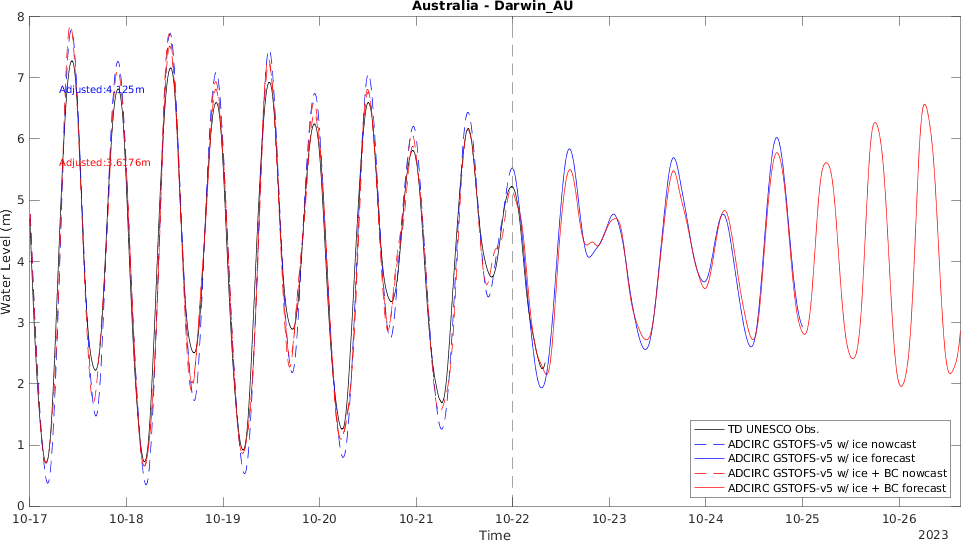 Australia - Darwin_AU
8
7
6
5
4
3
2
1
0
Water Level (m)
Adjusted:4.125m
Adjusted:3.6176m
TD UNESCO Obs.
ADCIRC GSTOFS-v5 w/ ice nowcast
ADCIRC GSTOFS-v5 w/ ice forecast
ADCIRC GSTOFS-v5 w/ ice + BC nowcast
ADCIRC GSTOFS-v5 w/ ice + BC forecast
10-17 10-18 10-19 10-20 10-21 10-22 10-23 10-24 10-25 10-26
Time
2023